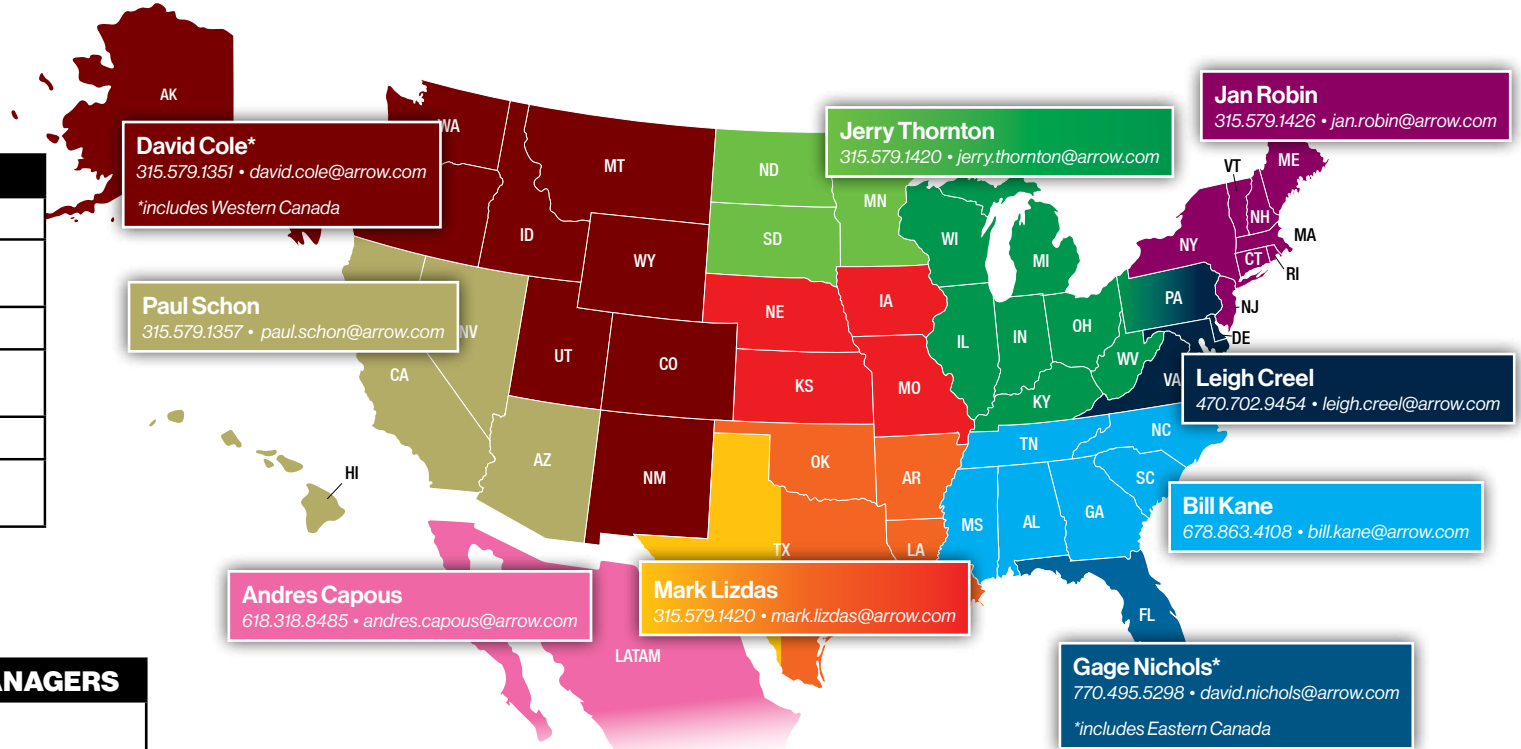 AK
David Cole*
315.579.1351 • david.cole@arrow.com
*includes Western Canada
WA
MT
ID
WY
ND
SD
MN
Jerry Thornton
315.579.1420 • jerry.thornton@arrow.com
WI
MI
Jan Robin
315.579.1426 • jan.robin@arrow.com
VT
ME
NH
NY
MA
CT
RI
Paul Schon
315.579.1357 • paul.schon@arrow.com
NV
CA
UT
CO
NE
IA
KS
MO
IL
IN
OH
PA
NJ
DE
WV
VA
KY
Leigh Creel
470.702.9454 • leigh.creel@arrow.com
HI
AZ
NM
OK
AR
TN
NC
SC
MS
AL
GA
Bill Kane
678.863.4108 • bill.kane@arrow.com
TX
LA
Andres Capous
618.318.8485 • andres.capous@arrow.com
Mark Lizdas
315.579.1420 • mark.lizdas@arrow.com
LATAM
FL
Gage Nichols*
770.495.5298 • david.nichols@arrow.com
*includes Eastern Canada
ANAGERS